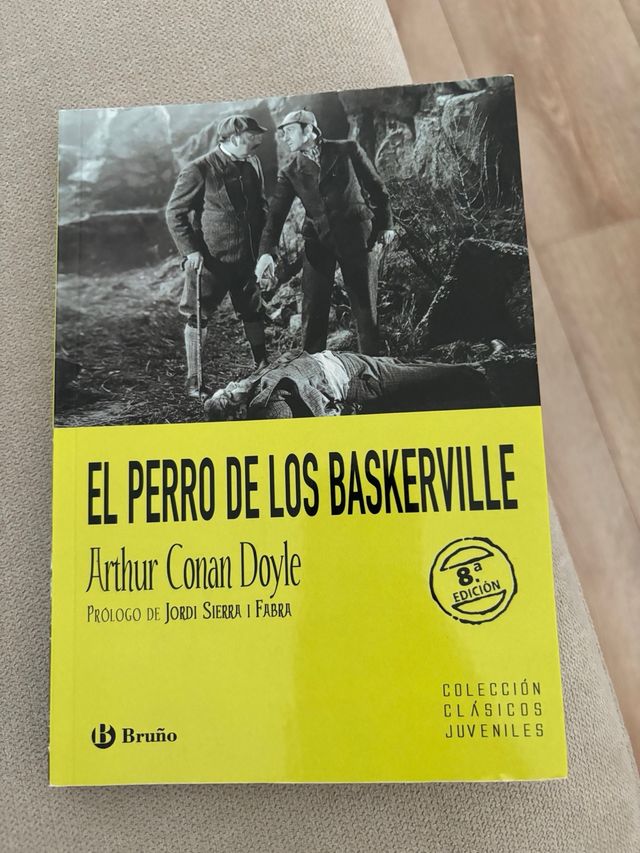 EL PERRO DE LOS BASKERVILLE
Arthur Conan Doyle
PRÓLOGO DE JORDI SIERRA I FABRA
8.ª
EDICIÓN
COLECCIÓN
CLÁSICOS
JUVENILES
B Bruño